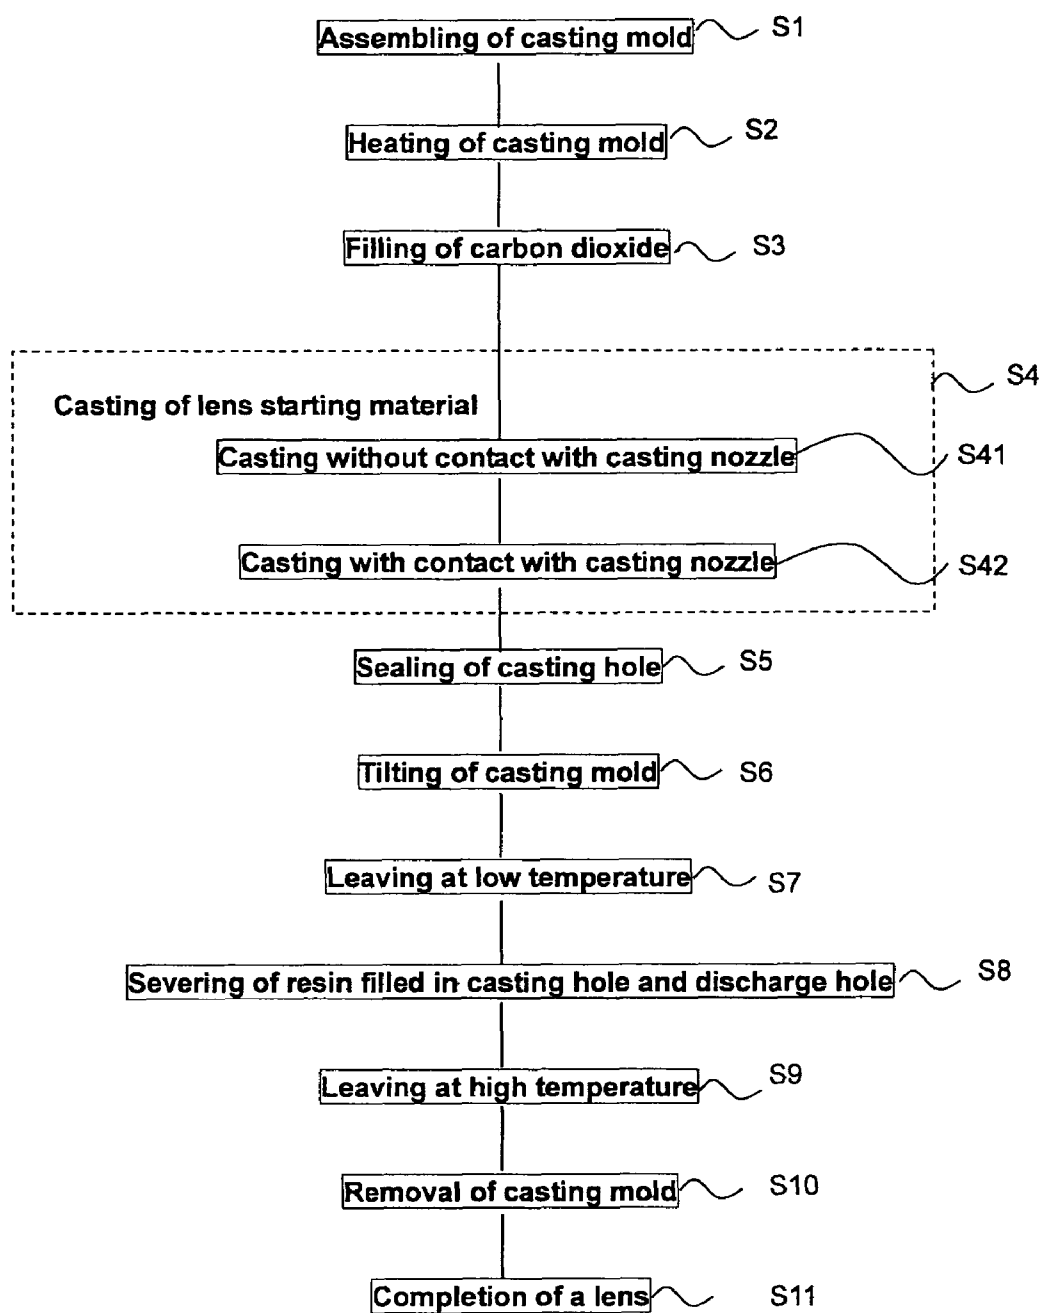 Assembling of casting mold S1
Heating of casting mold S2
Filling of carbon dioxide S3
S4
Casting of lens starting material
Casting without contact with casting nozzle S41
Casting with contact with casting nozzle S42
Sealing of casting hole S5
Tilting of casting mold S6
Leaving at low temperature S7
Severing of resin filled in casting hole and discharge hole S8
Leaving at high temperature S9
Removal of casting mold S10
Completion of a lens S11